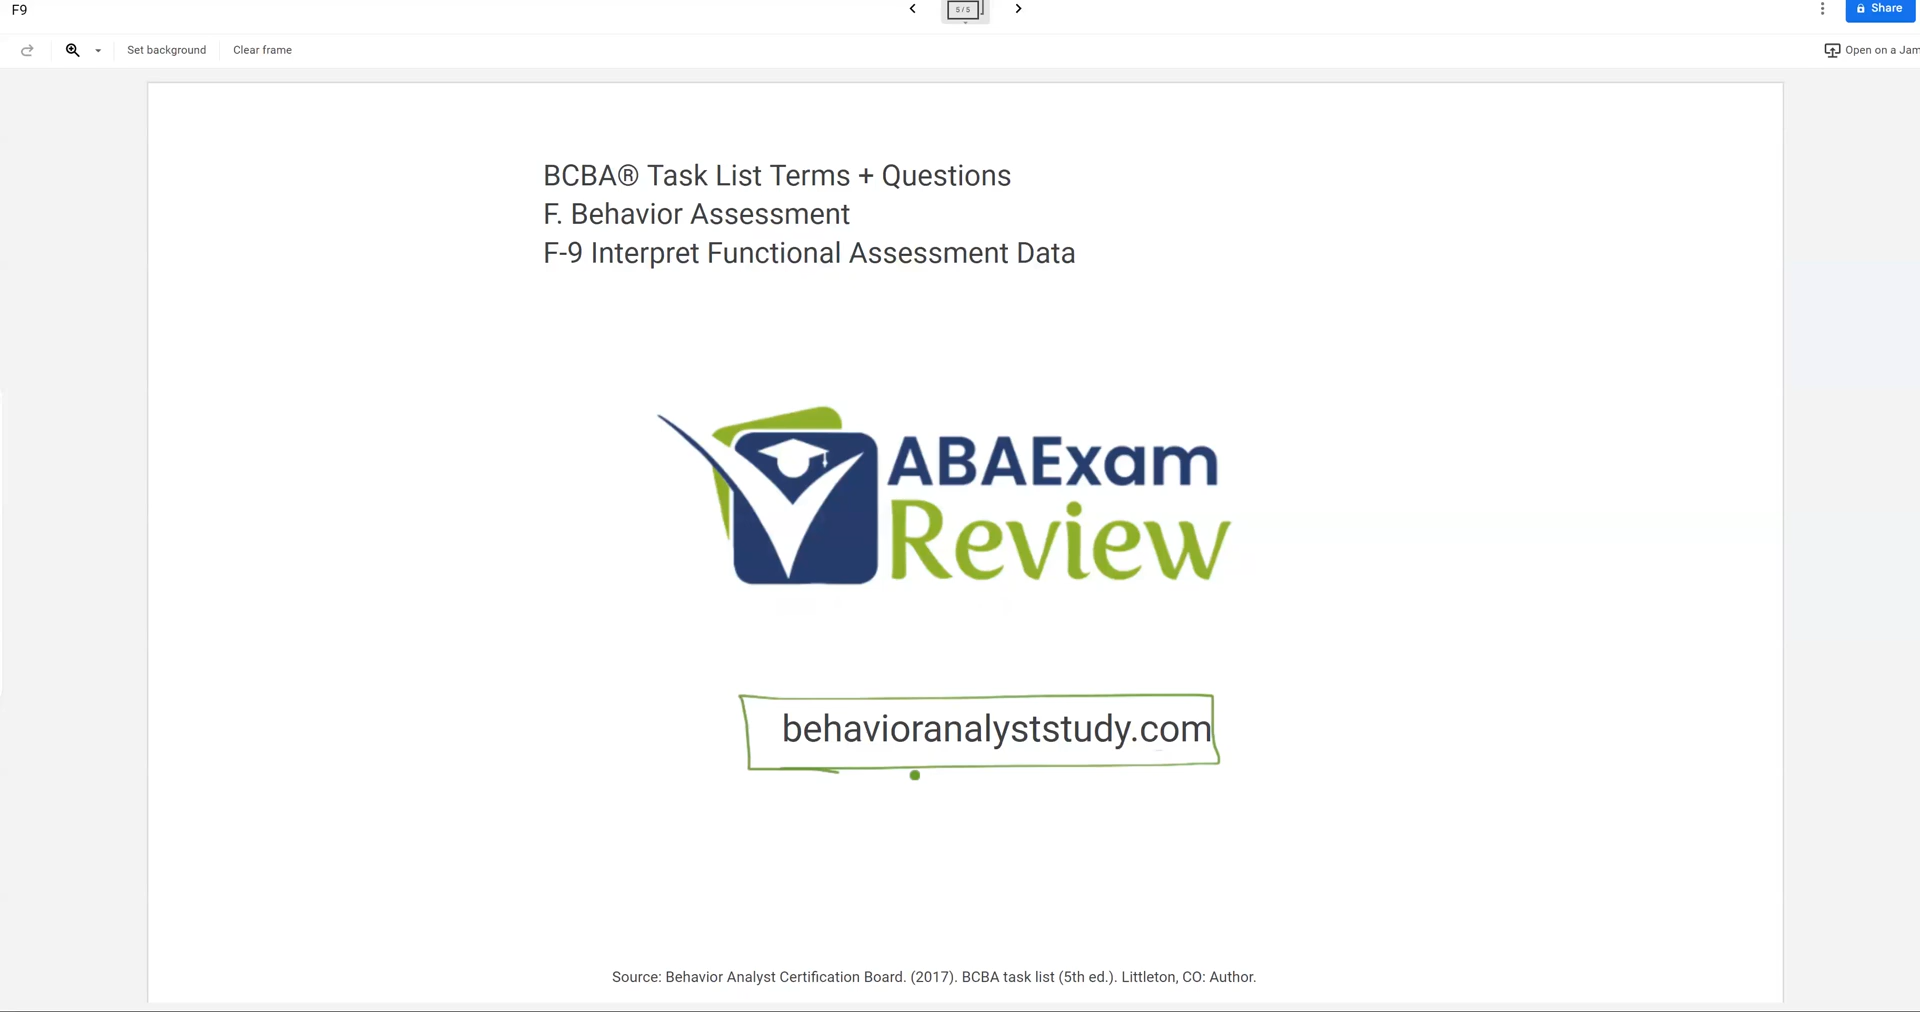 F9
5 / 5
Share
Set background
Clear frame
Open on a Jam
BCBA® Task List Terms + Questions
F. Behavior Assessment
F-9 Interpret Functional Assessment Data
ABAExam
Review
behavioranalyststudy.com
Source: Behavior Analyst Certification Board. (2017). BCBA task list (5th ed.). Littleton, CO: Author.